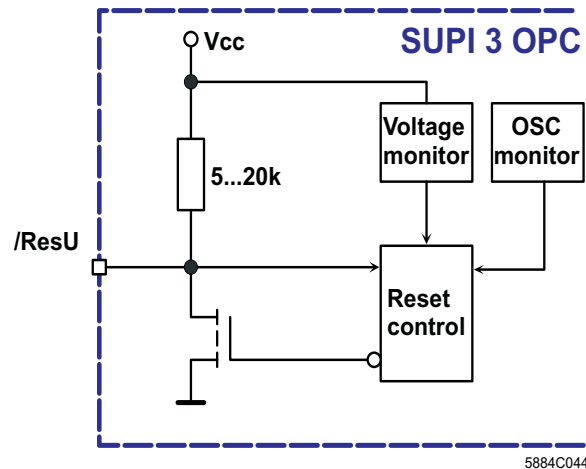 SUPI 3 OPC
Vcc
Voltage
monitor
OSC
monitor
5...20k
/ResU
Reset
control
5884C044